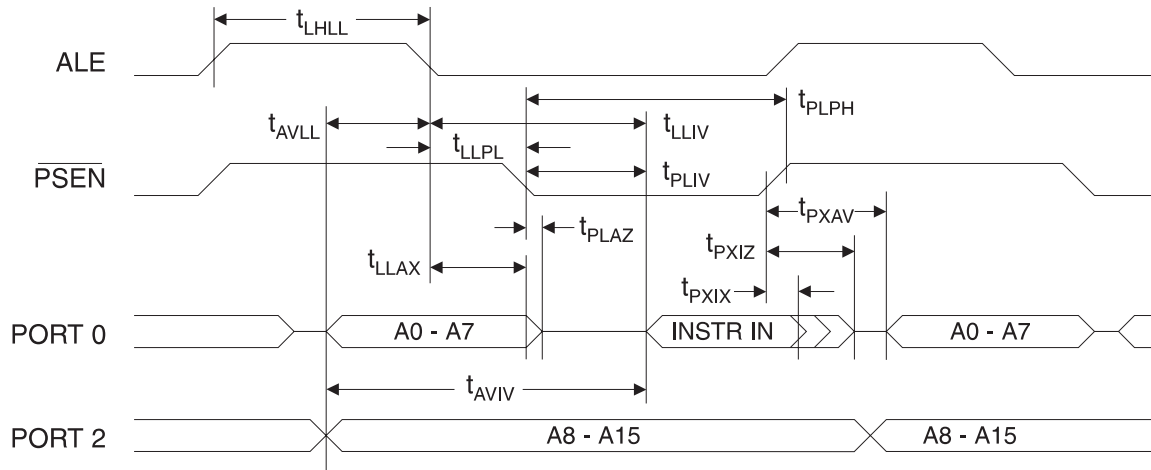 tLHLL
ALE
tPLPH
tAVLL
tLLIV
tLLPL
PSEN
tPLIV
tPXAV
tPLAZ
tPXIZ
tLLAX
tPXIX
PORT 0
A0 - A7
INSTR IN
A0 - A7
tAVIV
PORT 2
A8 - A15
A8 - A15